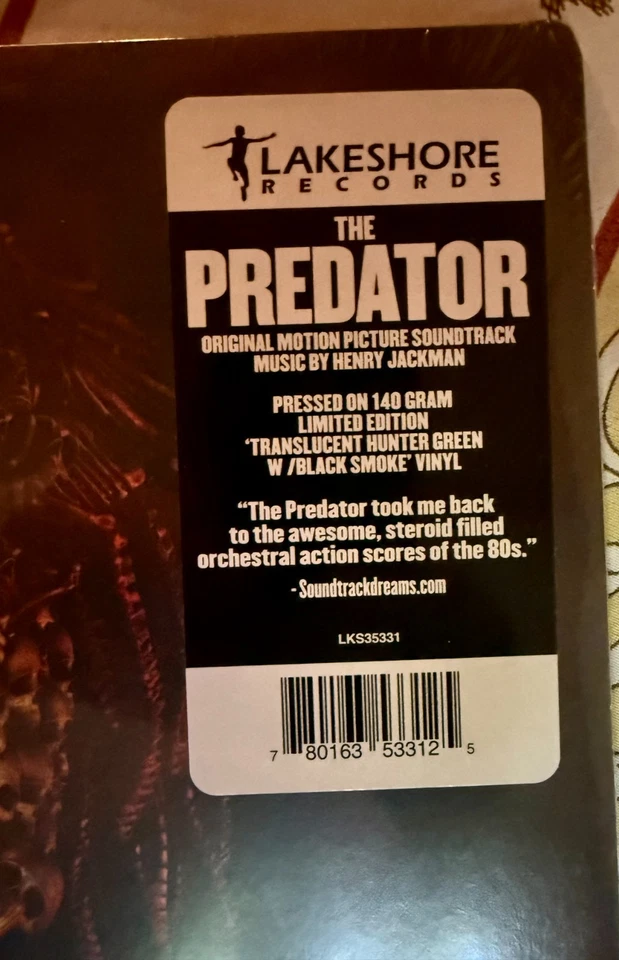 LAKESHORE
RECORDS
THE
PREDATOR
ORIGINAL MOTION PICTURE SOUNDTRACK
MUSIC BY HENRY JACKMAN
PRESSED ON 140 GRAM
LIMITED EDITION
‘TRANSLUCENT HUNTER GREEN
W /BLACK SMOKE’ VINYL
“The Predator took me back
to the awesome, steroid filled
orchestral action scores of the 80s.”
- Soundtrackdreams.com
LKS35331
7 80163 53312 5